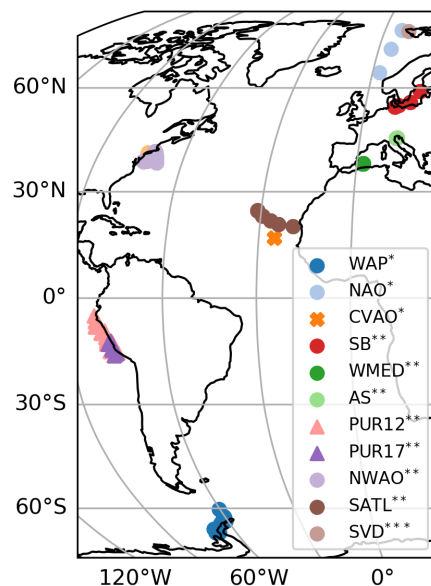 60°N
30°N
0°
30°S
60°S
120°W
60°W
0°
WAP*
NAO*
CVAO*
SB**
WMED**
AS**
PUR12**
PUR17**
NWAO**
SATL**
SVD***